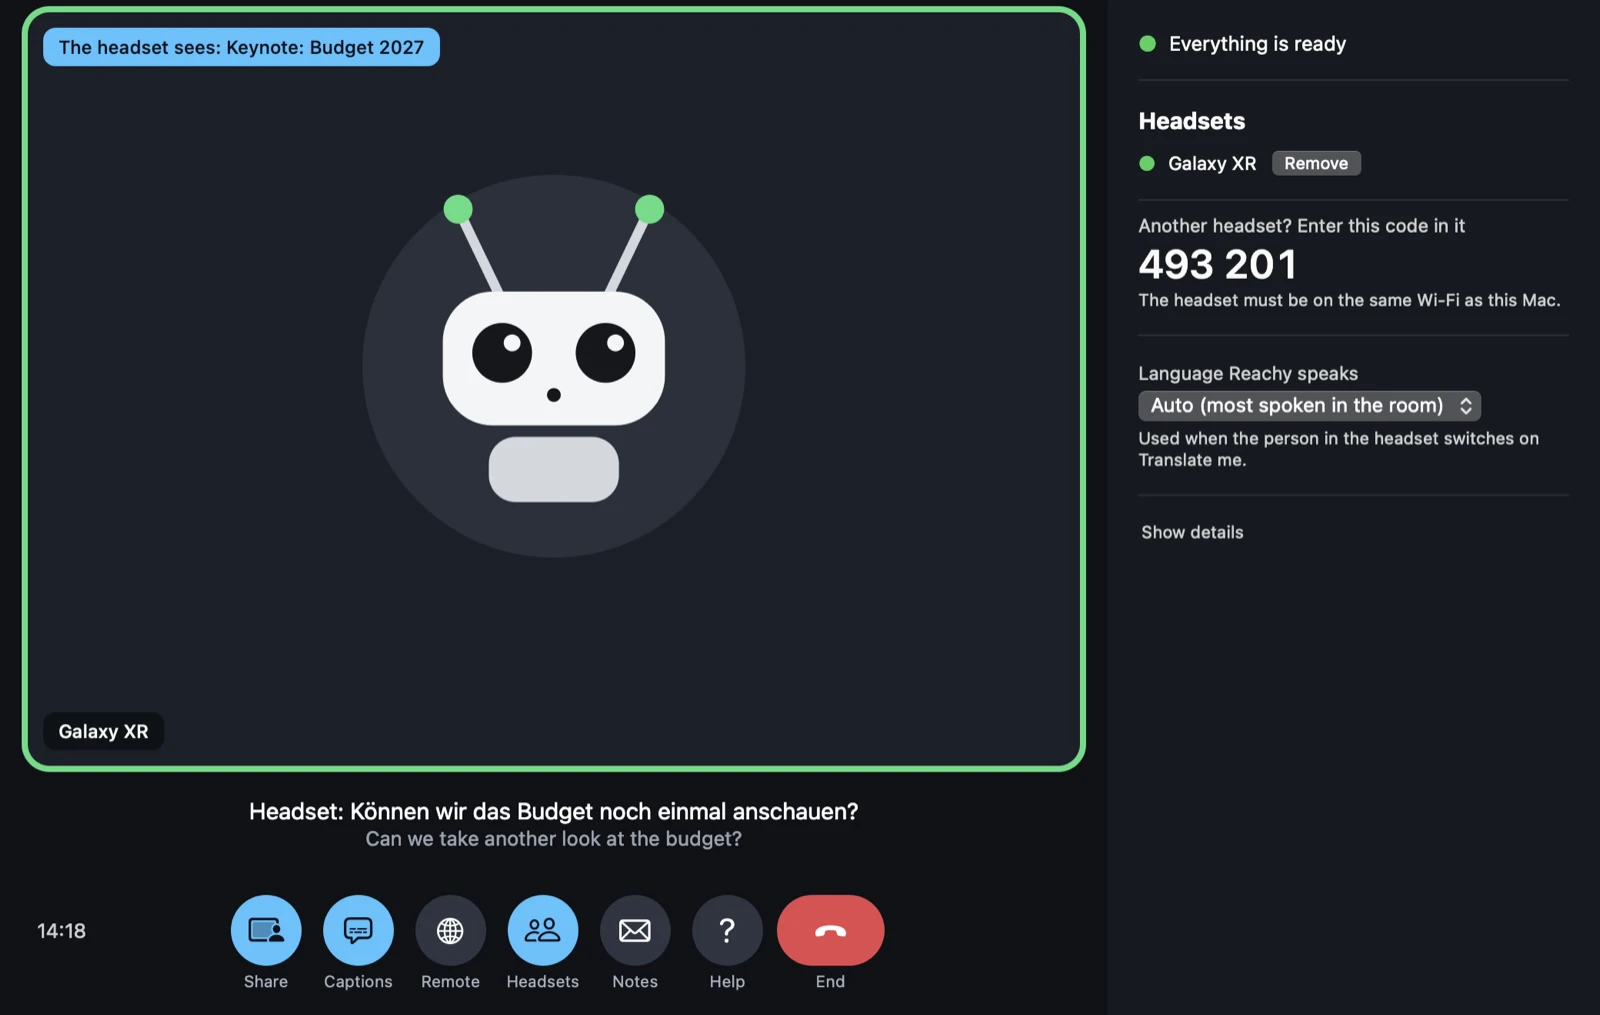 The headset sees: Keynote: Budget 2027
Galaxy XR
Headset: Können wir das Budget noch einmal anschauen?
Can we take another look at the budget?
14:18
Share
Captions
Remote
Headsets
Notes
?
Help
End
Everything is ready
Headsets
Galaxy XR Remove
Another headset? Enter this code in it
493 201
The headset must be on the same Wi-Fi as this Mac.
Language Reachy speaks
Auto (most spoken in the room)
Used when the person in the headset switches on
Translate me.
Show details